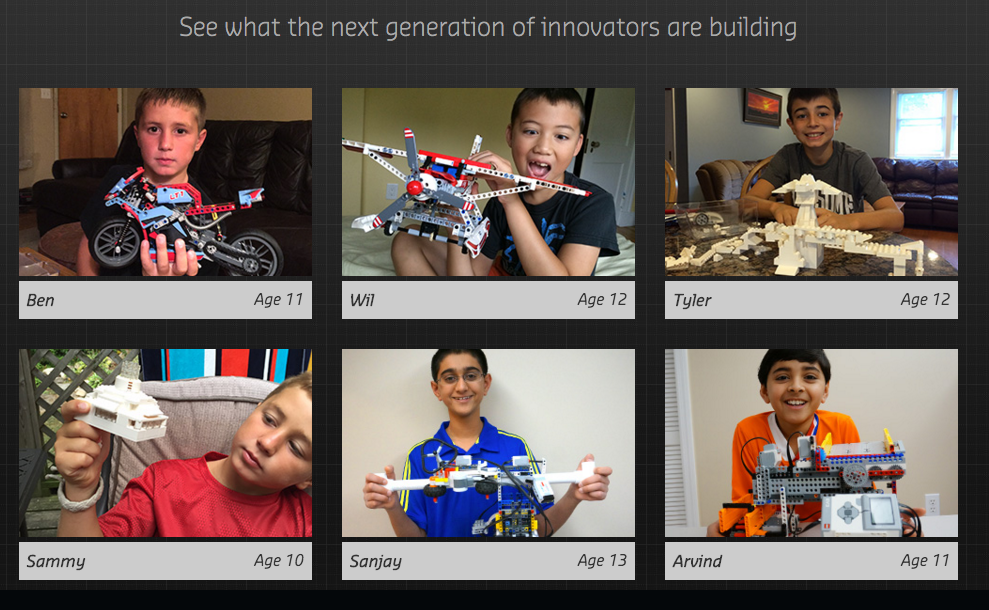 See what the next generation of innovators are building
Ben Age 11
Wil Age 12
Tyler Age 12
Sammy Age 10
Sanjay Age 13
Arvind Age 11